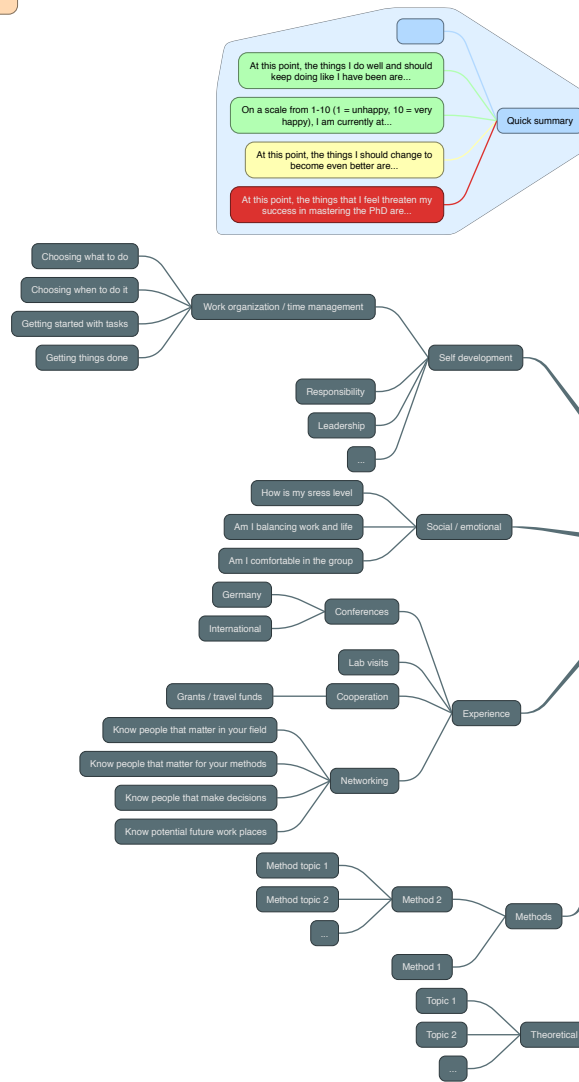 At this point, the things I do well and should
keep doing like I have been are...
On a scale from 1-10 (1 = unhappy, 10 = very
happy), I am currently at...
Quick summary
At this point, the things I should change to
become even better are...
At this point, the things that I feel threaten my
success in mastering the PhD are...
Choosing what to do
Choosing when to do it
Work organization / time management
Getting started with tasks
Getting things done
Self development
Responsibility
Leadership
...
How is my sress level
Am I balancing work and life
Social / emotional
Am I comfortable in the group
Germany
Conferences
International
Lab visits
Grants / travel funds
Cooperation
Experience
Know people that matter in your field
Know people that matter for your methods
Networking
Know people that make decisions
Know potential future work places
Method topic 1
Method topic 2
Method 2
...
Methods
Method 1
Topic 1
Topic 2
Theoretical
...